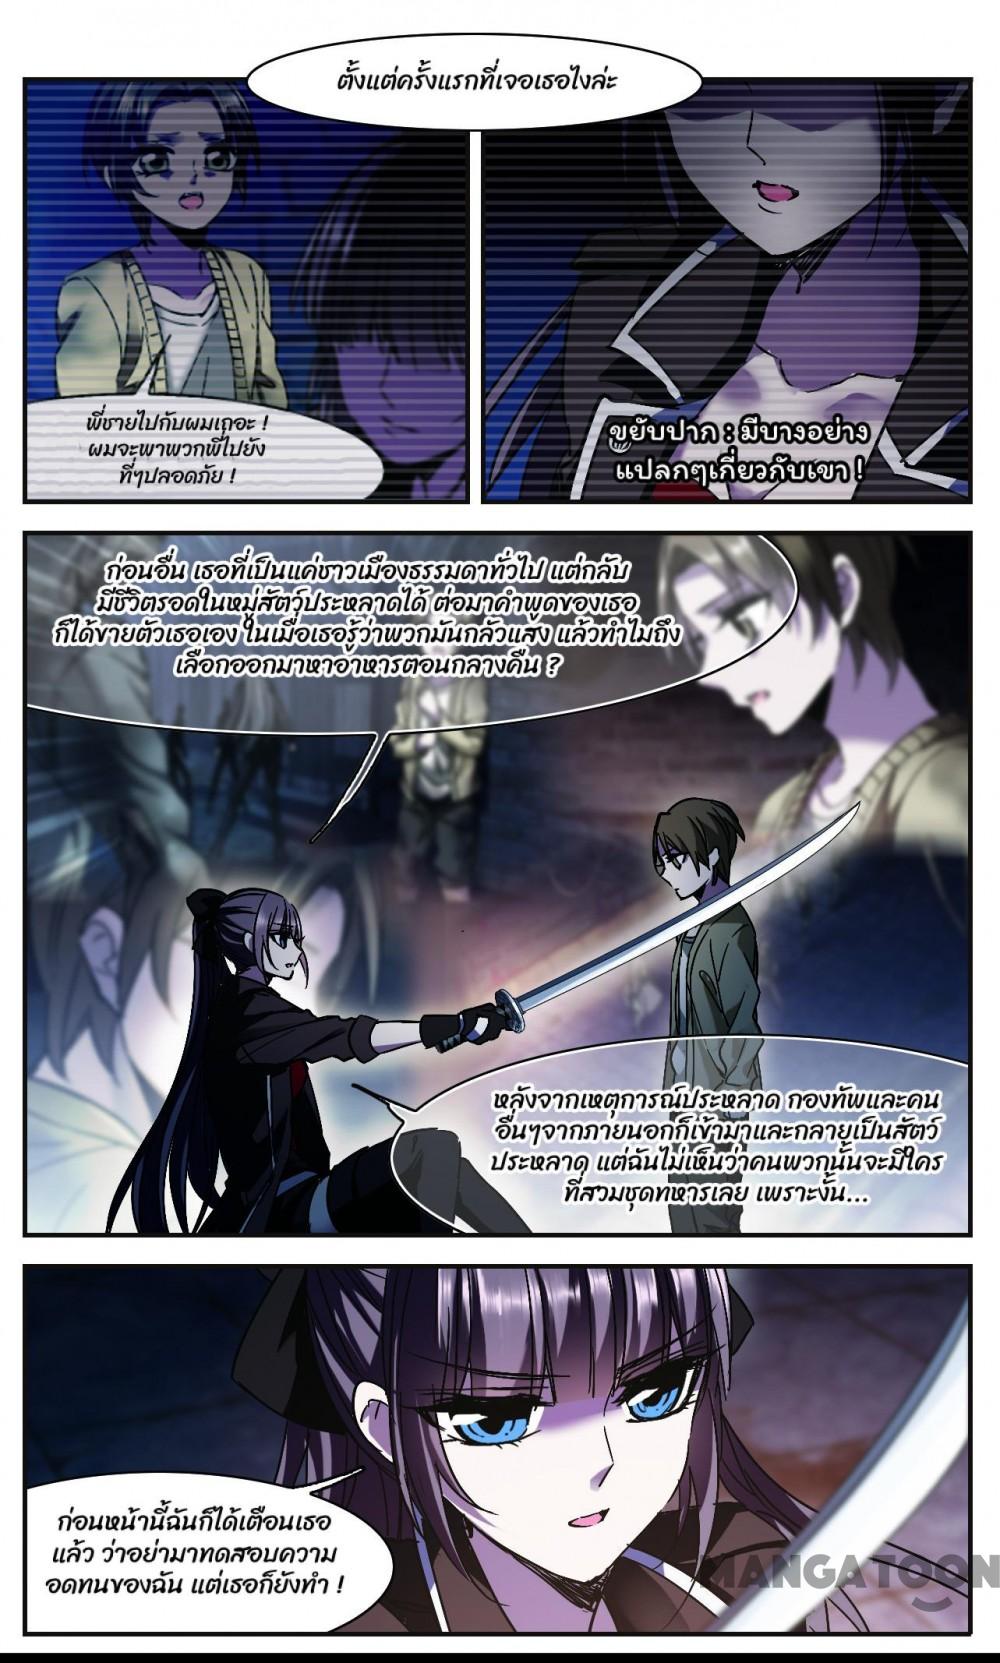 ตั้งแต่ครั้งแรกที่เจอเธอไงล่ะ
พี่ชายไปกับผมเถอะ !
ผมจะพาพวกพี่ไปยัง
ที่ๆปลอดภัย !
ขยับปาก : มีบางอย่าง
แปลกๆเกี่ยวกับเขา !
ก่อนอื่น เธอที่เป็นแค่ชาวเมืองธรรมดาทั่วไป แต่กลับ
มีชีวิตรอดในหมู่สัตว์ประหลาดได้ ต่อมาคำพูดของเธอ
ก็ได้ขายตัวเธอเอง ในเมื่อเธอรู้ว่าพวกมันกลัวแสง แล้วทำไมถึง
เลือกออกมาหาอาหารตอนกลางคืน ?
หลังจากเหตุการณ์ประหลาด กองทัพและคน
อื่นๆจากภายนอกก็เข้ามาและกลายเป็นสัตว์
ประหลาด แต่ฉันไม่เห็นว่าคนพวกนั้นจะมีใคร
ที่สวมชุดทหารเลย เพราะงั้น...
ก่อนหน้านี้ฉันก็ได้เตือนเธอ
แล้ว ว่าอย่ามาทดสอบความ
อดทนของฉัน แต่เธอก็ยังทำ !
MANGATOON